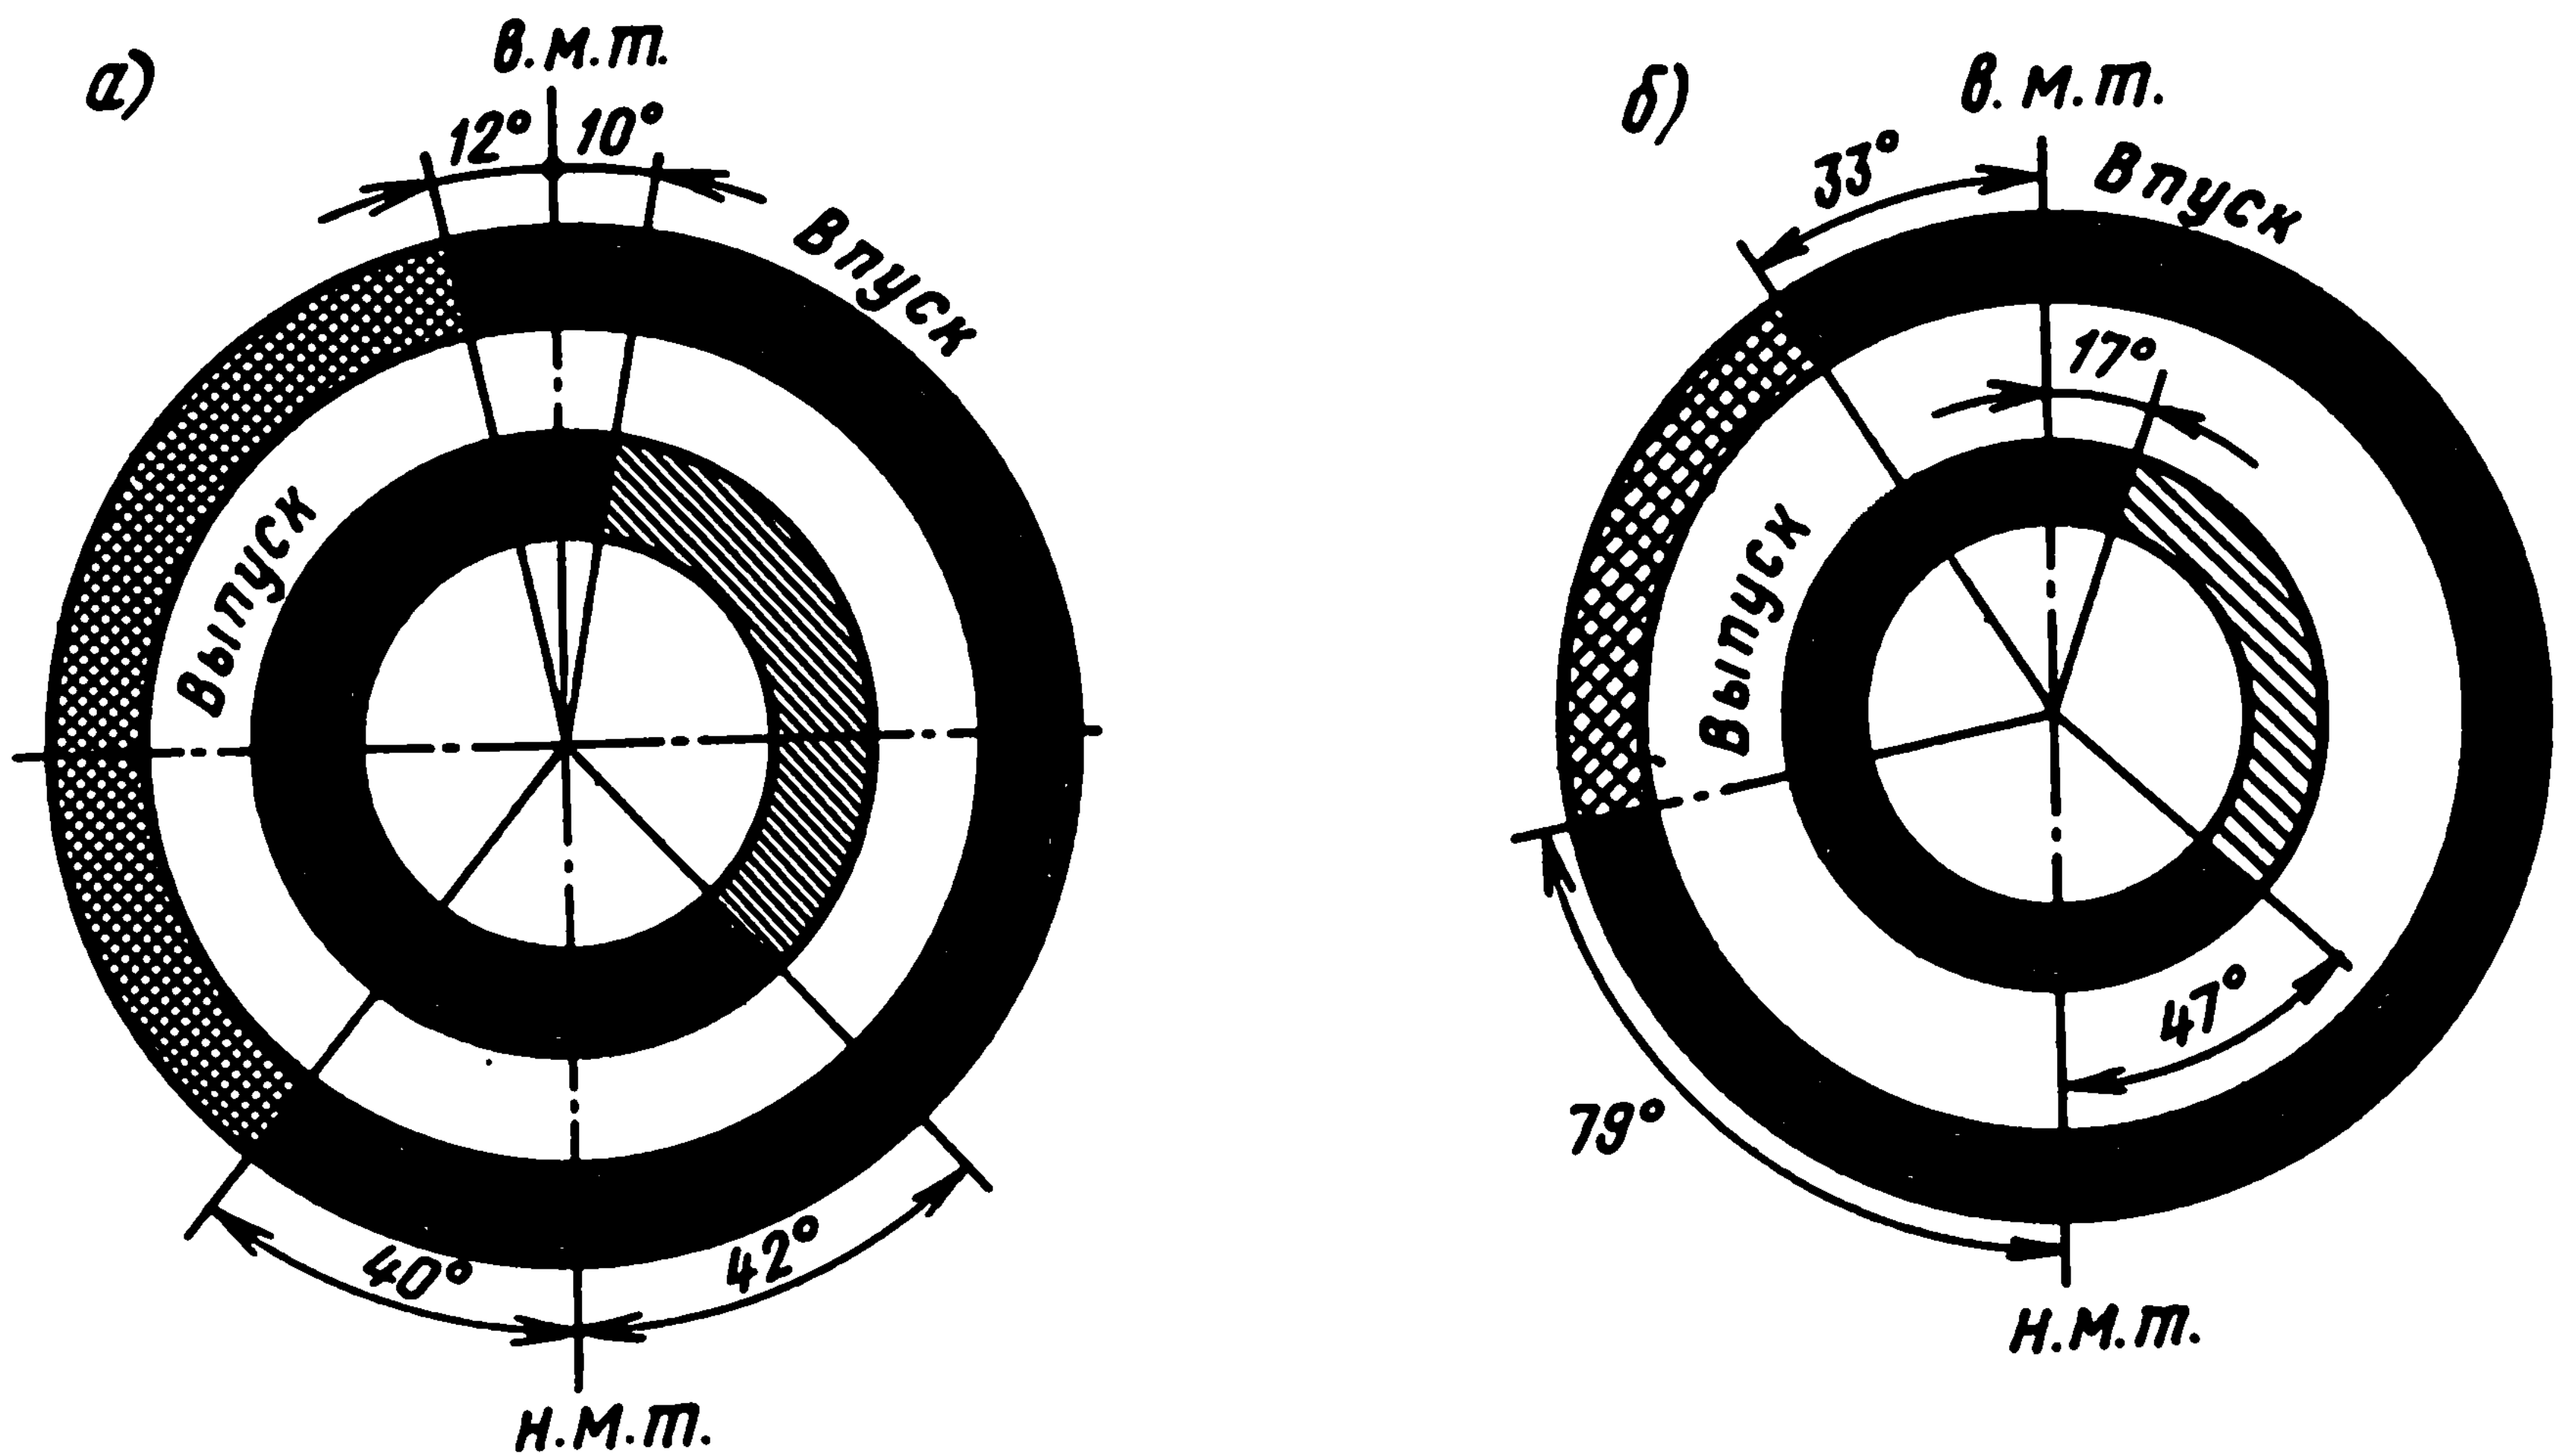 а)
в.м.т.
12° 10°
Впуск
Выпуск
40°
42°
н.м.т.
б)
в.м.т.
33°
Впуск
17°
Выпуск
47°
79°
н.м.т.